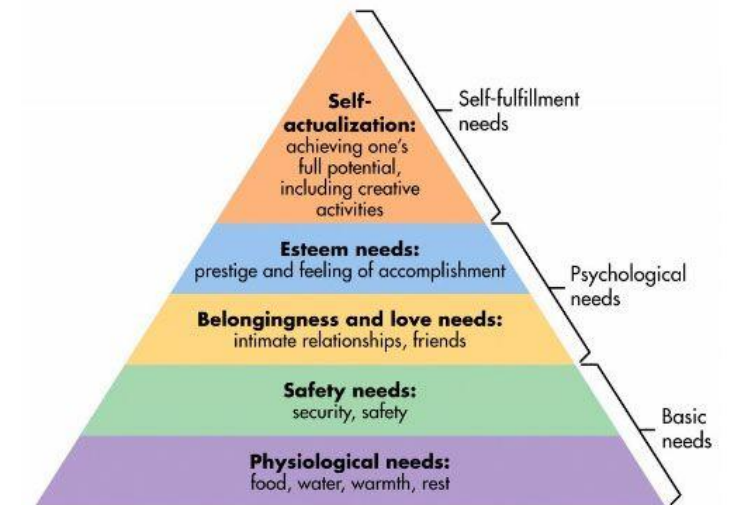 Self-
actualization:
achieving one's
full potential,
including creative
activities
Self-fulfillment
needs
Esteem needs:
prestige and feeling of accomplishment
Psychological
needs
Belongingness and love needs:
intimate relationships, friends
Safety needs:
security, safety
Basic
needs
Physiological needs:
food, water, warmth, rest